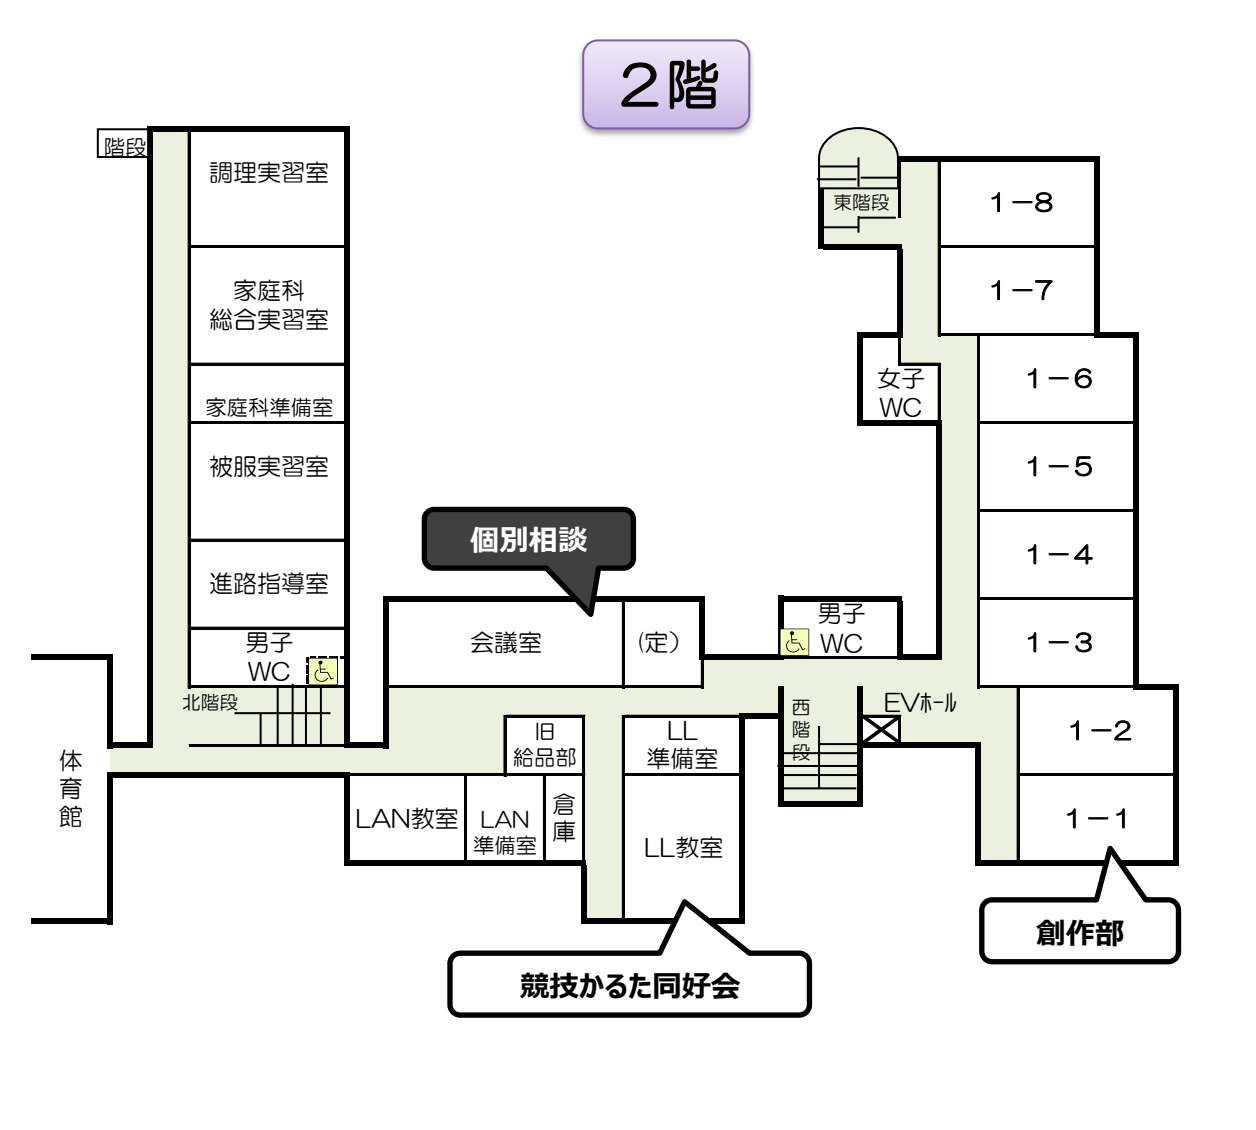 2階
階段
調理実習室
家庭科
総合実習室
家庭科準備室
被服実習室
進路指導室
男子
WC
北階段
体育館
個別相談
会議室
(定)
旧
給品部
LAN教室
LAN
準備室
倉庫
LL
準備室
LL教室
競技かるた同好会
東階段
女子
WC
男子
WC
西階段
EVホール
1-8
1-7
1-6
1-5
1-4
1-3
1-2
1-1
創作部